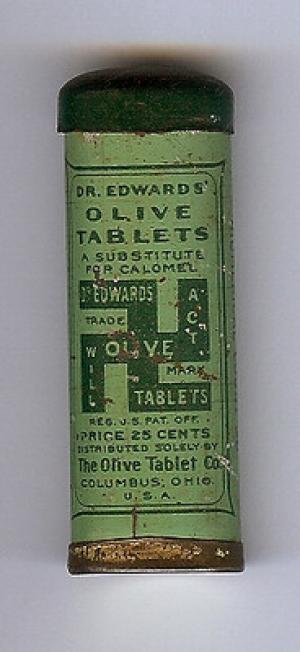 DR. EDWARDS'
OLIVE
TABLETS
A SUBSTITUTE
FOR CALOMEL
DR EDWARDS
ACT
TRADE
WILL
OLIVE
MARK
TABLETS
REG. U.S. PAT. OFF.
PRICE 25 CENTS
DISTRIBUTED SOLELY BY
The Olive Tablet Co
COLUMBUS, OHIO.
U.S.A.